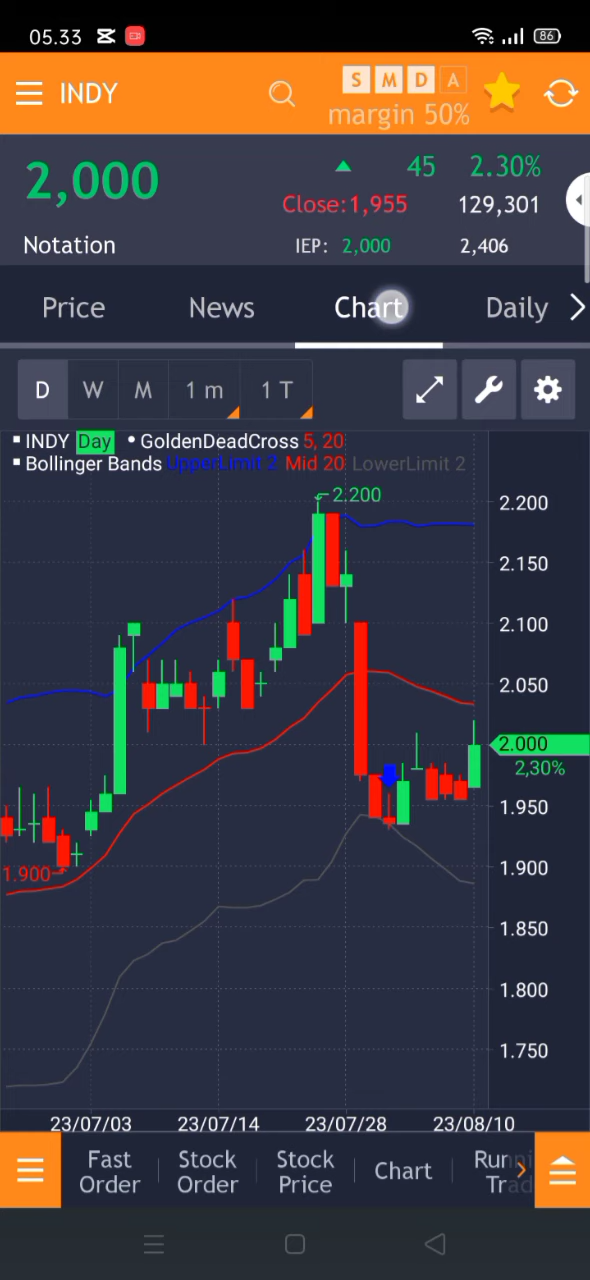 05.33
86
INDY
S M D A
margin 50%
2,000
45 2.30%
Close:1,955 129,301
Notation
IEP: 2,000 2,406
Price News Chart Daily
D W M 1 m 1 T
INDY Day • GoldenDeadCross 5, 20
Bollinger Bands UpperLimit 2 Mid 20 LowerLimit 2
2.200
2.200
2.150
2.100
2.050
2.000
2,30%
1.950
1.900
1.900
1.850
1.800
1.750
23/07/03 23/07/14 23/07/28 23/08/10
Fast Order
Stock Order
Stock Price
Chart